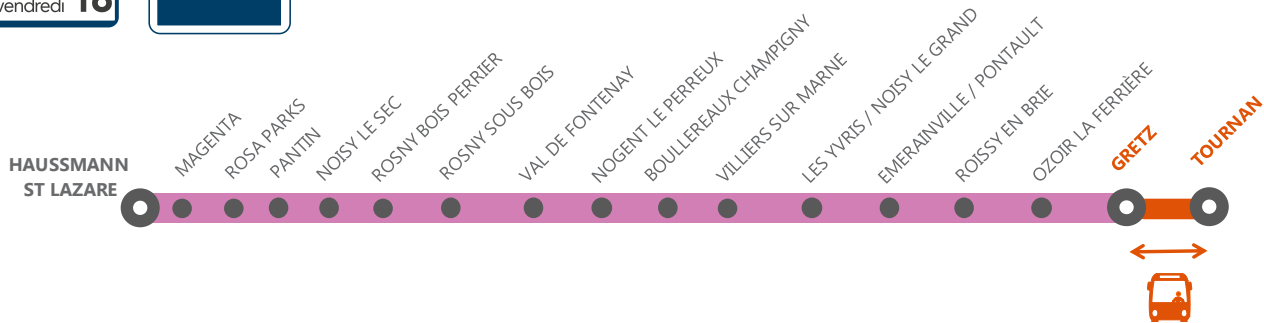 vendredi
HAUSSMANN
ST LAZARE
MAGENTA
ROSA PARKS
PANTIN
NOISY LE SEC
ROSNY BOIS PERRIER
ROSNY SOUS BOIS
VAL DE FONTENAY
NOGENT LE PERREUX
BOULLEREAUX CHAMPIGNY
VILLIERS SUR MARNE
LES YVRIS / NOISY LE GRAND
EMERAINVILLE / PONTAULT
ROISSY EN BRIE
OZOIR LA FERRIÈRE
GRETZ
TOURNAN